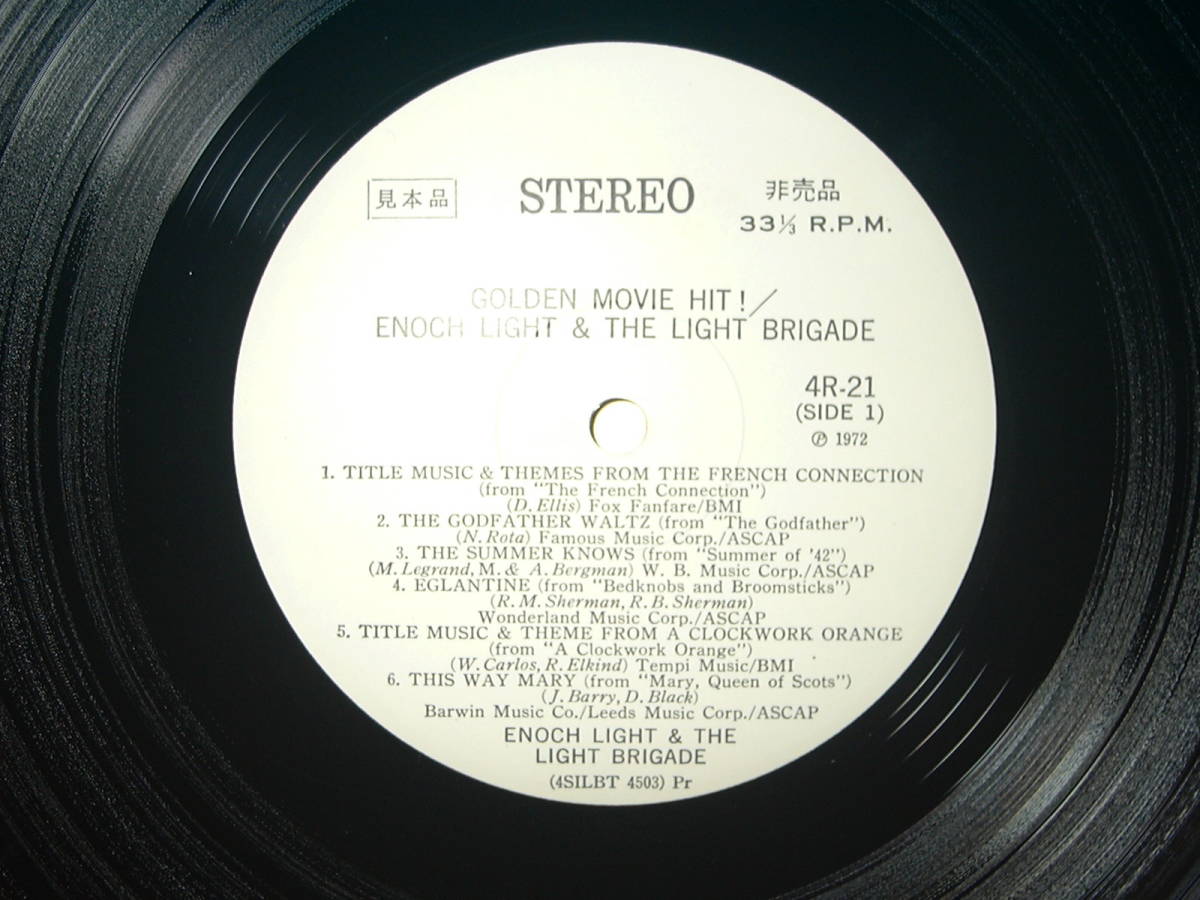 見本品
STEREO
非売品
33⅓ R.P.M.
GOLDEN MOVIE HIT!/
ENOCH LIGHT & THE LIGHT BRIGADE
4R-21
(SIDE 1)
℗ 1972
1. TITLE MUSIC & THEMES FROM THE FRENCH CONNECTION
(from "The French Connection")
(D. Ellis) Fox Fanfare/BMI
2. THE GODFATHER WALTZ (from "The Godfather")
(N. Rota) Famous Music Corp./ASCAP
3. THE SUMMER KNOWS (from "Summer of '42")
(M. Legrand, M. & A. Bergman) W. B. Music Corp./ASCAP
4. EGLANTINE (from "Bedknobs and Broomsticks")
(R. M. Sherman, R. B. Sherman)
Wonderland Music Corp./ASCAP
5. TITLE MUSIC & THEME FROM A CLOCKWORK ORANGE
(from "A Clockwork Orange")
(W. Carlos, R. Elkind) Tempi Music/BMI
6. THIS WAY MARY (from "Mary, Queen of Scots")
(J. Barry, D. Black)
Barwin Music Co./Leeds Music Corp./ASCAP
ENOCH LIGHT & THE
LIGHT BRIGADE
(4SILBT 4503) Pr